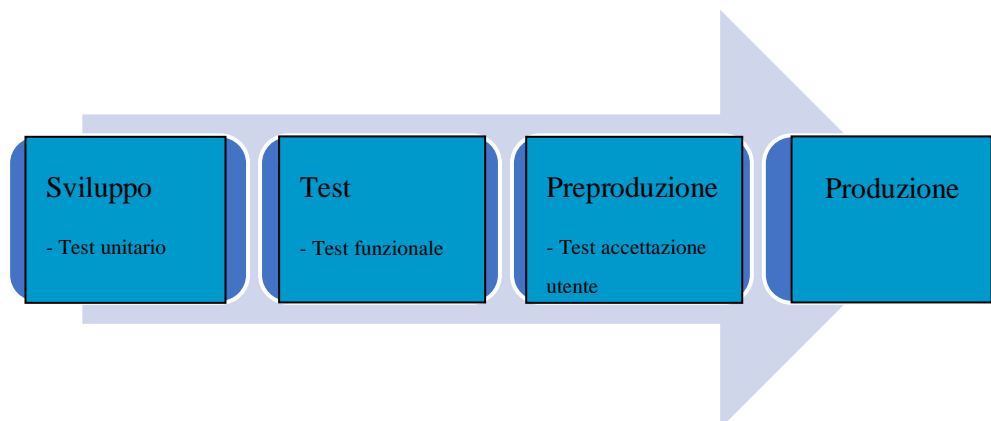 Sviluppo
- Test unitario
Test
- Test funzionale
Preproduzione
- Test accettazione
utente
Produzione